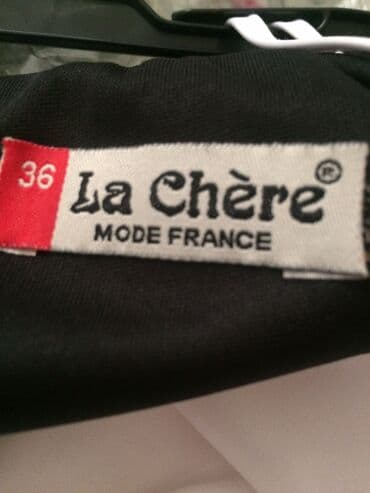 36
La Chère ®
MODE FRANCE